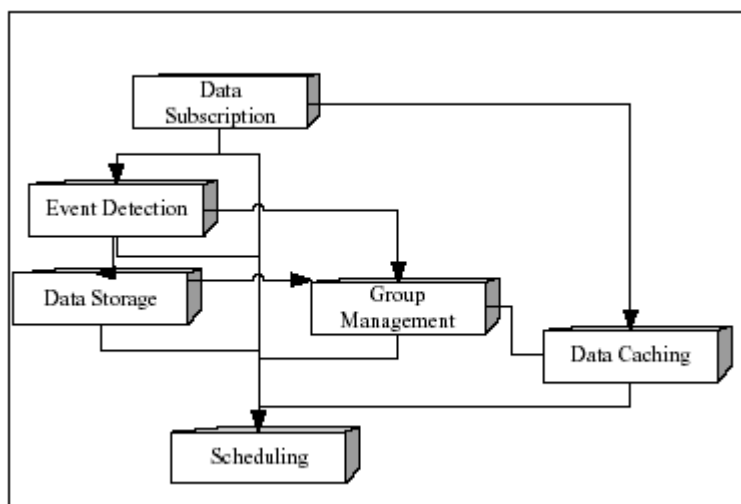 Data
Subscription
Event Detection
Data Storage
Group
Management
Data Caching
Scheduling